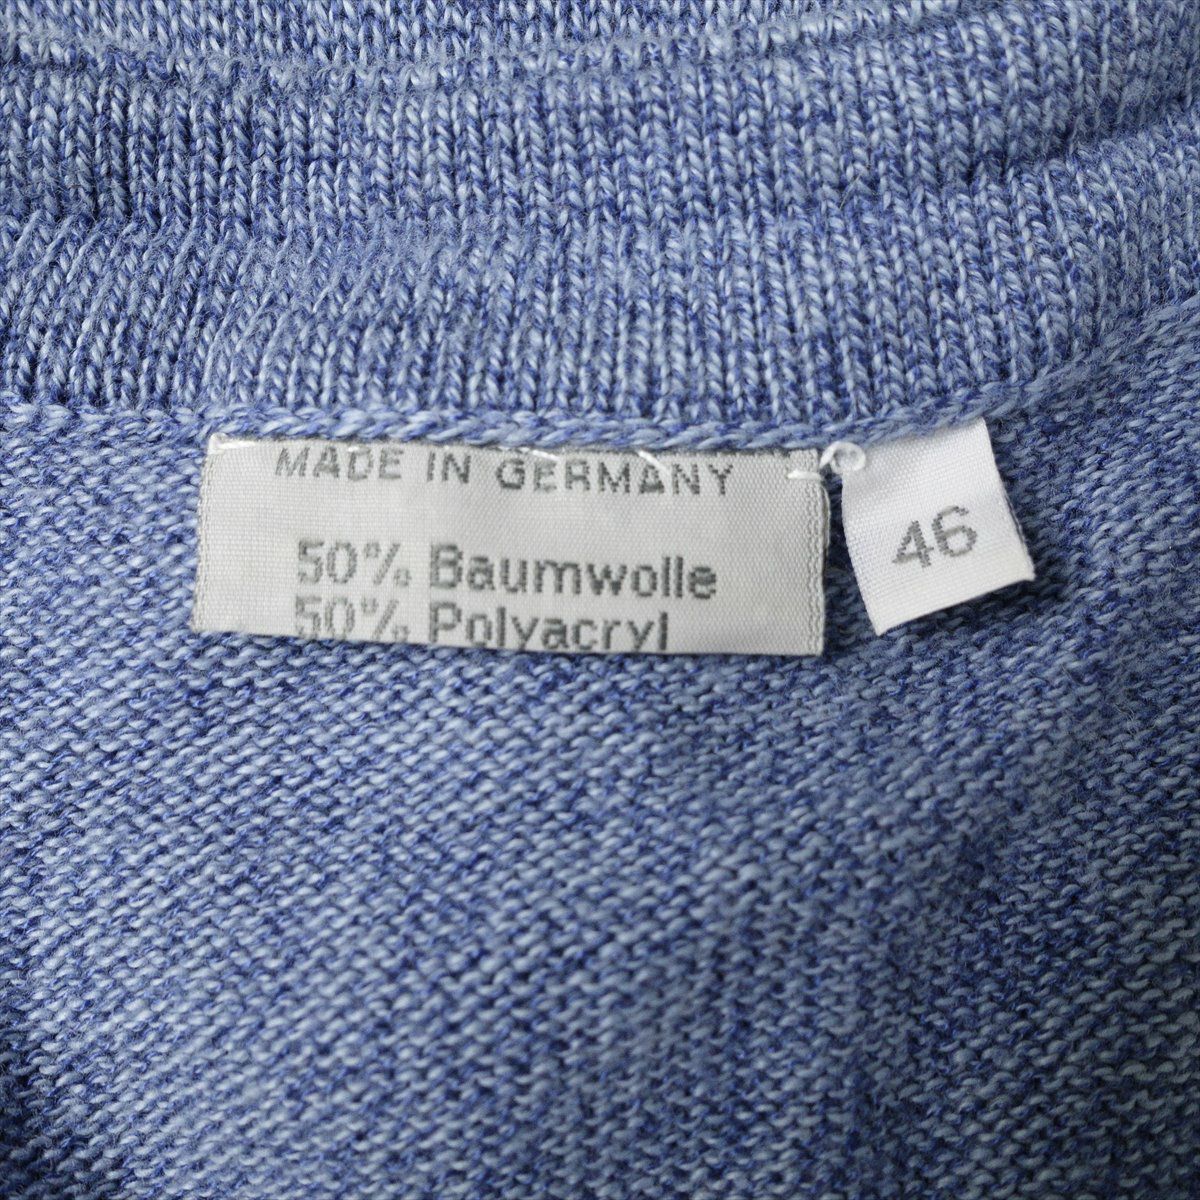 MADE IN GERMANY
50% Baumwolle
50% Polyacryl
46